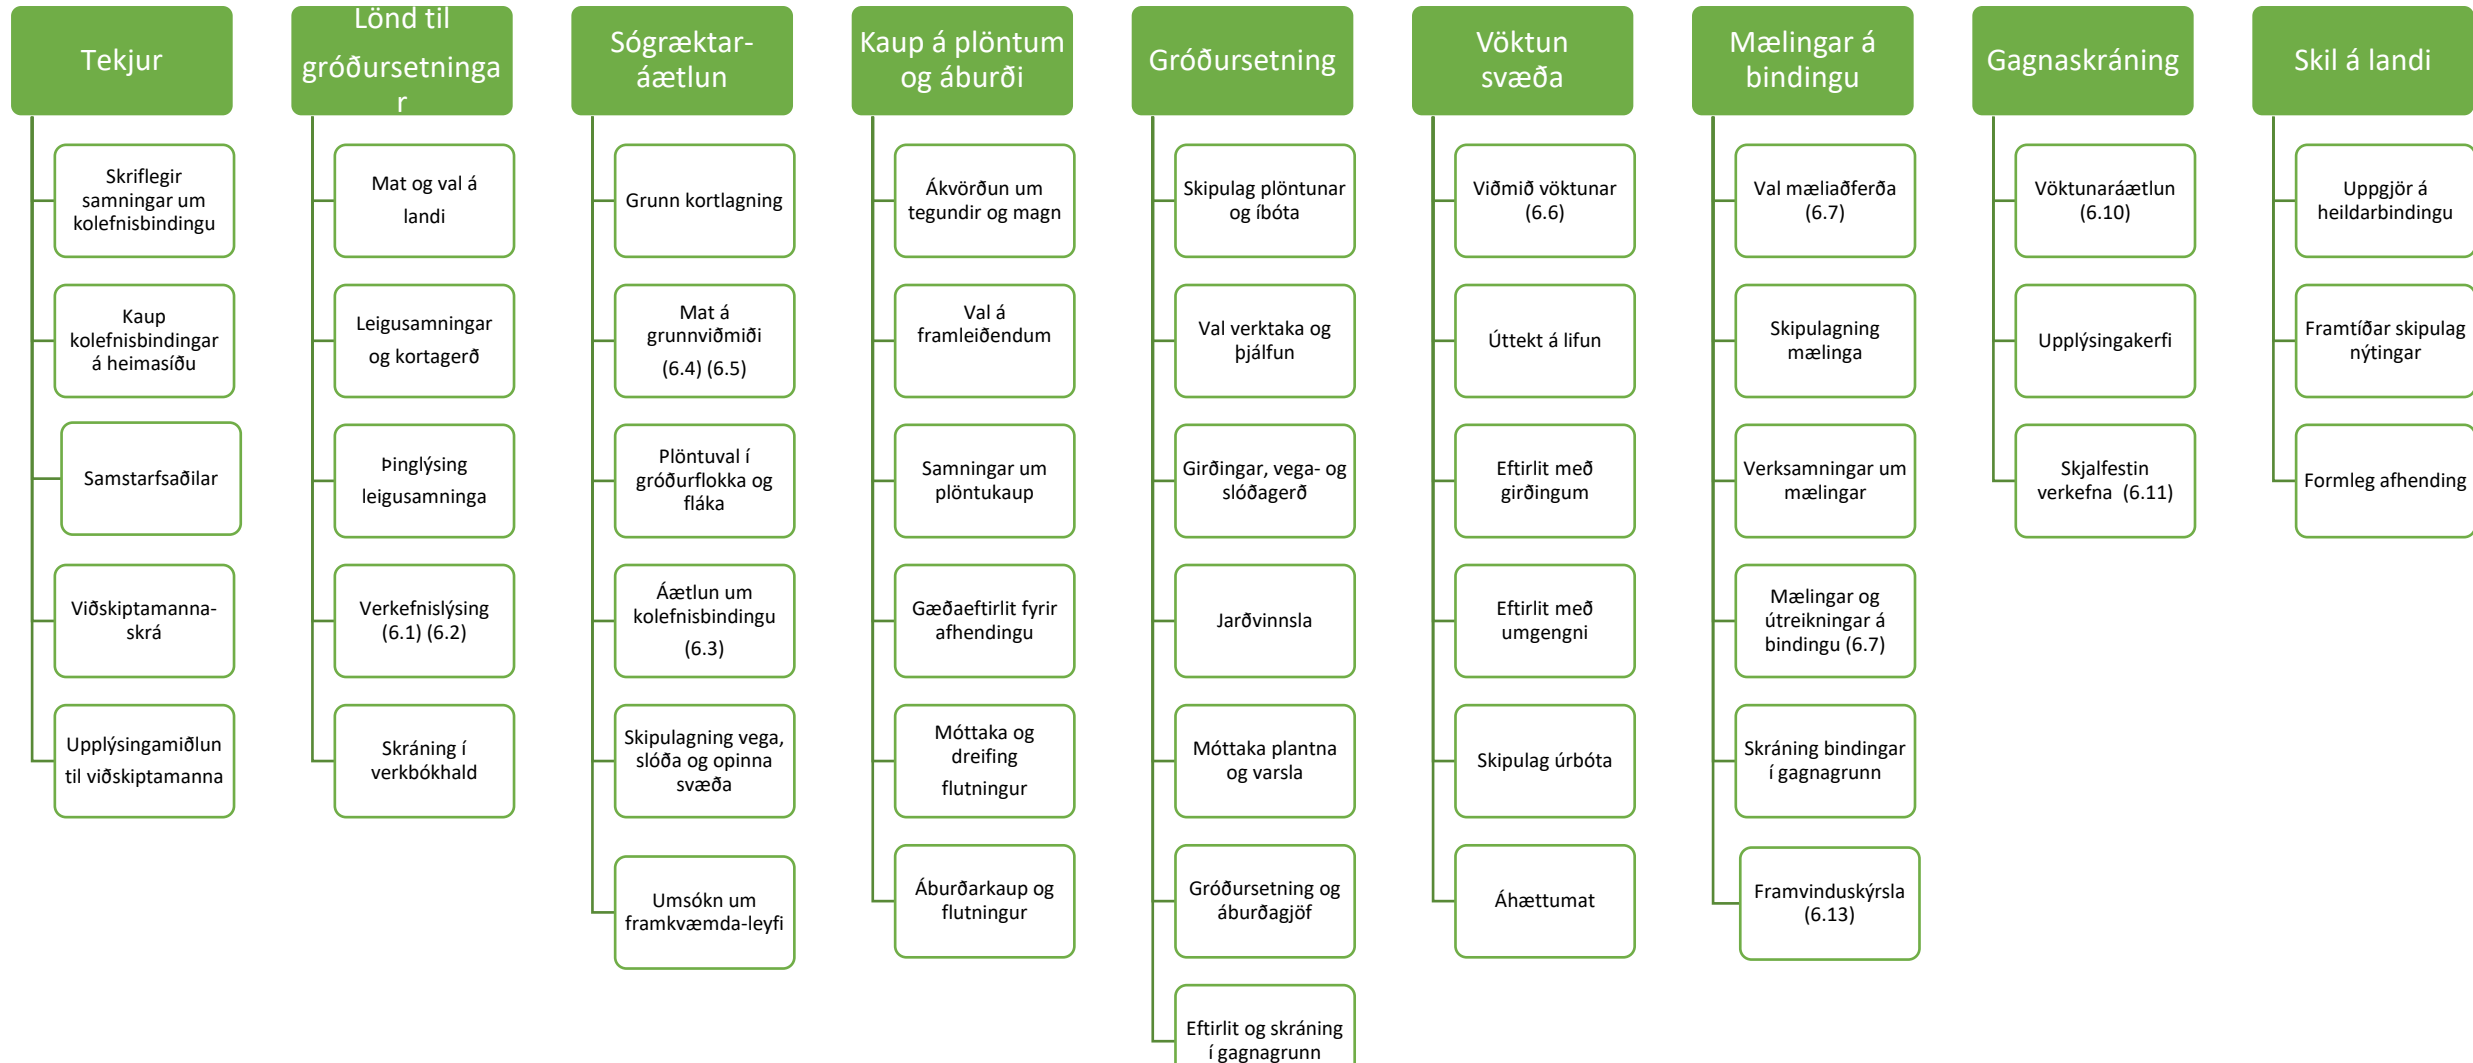 Tekjur
Skriflegir
samningar um
kolefnisbindingu
Kaup
kolefnisbindingar
á heimasíðu
Samstarfsaðilar
Viðskiptamanna-
skrá
Upplýsingamiðlun
til viðskiptamanna
Lönd til
gróðursetninga
r
Mat og val á
landi
Leigusamningar
og kortagerð
Þinglýsing
leigusamninga
Verkefnislýsing
(6.1) (6.2)
Skráning í
verkbókhald
Sógræktar-
áætlun
Grunn kortlagning
Mat á
grunnviðmiði
(6.4) (6.5)
Plöntuval í
gróðurflokka og
fláka
Áætlun um
kolefnisbindingu
(6.3)
Skipulagning vega,
slóða og opinna
svæða
Umsókn um
framkvæmda-leyfi
Kaup á plöntum
og áburði
Ákvörðun um
tegundir og magn
Val á
framleiðendum
Samningar um
plöntukaup
Gæðaeftirlit fyrir
afhendingu
Móttaka og
dreifing
flutningur
Áburðarkaup og
flutningur
Gróðursetning
Skipulag plöntunar
og íbóta
Val verktaka og
þjálfun
Girðingar, vega- og
slóðagerð
Jarðvinnsla
Móttaka plantna
og varsla
Gróðursetning og
áburðagjöf
Eftirlit og skráning
í gagnagrunn
Vöktun
svæða
Viðmið vöktunar
(6.6)
Úttekt á lifun
Eftirlit með
girðingum
Eftirlit með
umgengni
Skipulag úrbóta
Áhættumat
Mælingar á
bindingu
Val mæliaðferða
(6.7)
Skipulagning
mælinga
Verksamningar um
mælingar
Mælingar og
útreikningar á
bindingu (6.7)
Skráning bindingar
í gagnagrunn
Framvinduskýrsla
(6.13)
Gagnaskráning
Vöktunaráætlun
(6.10)
Upplýsingakerfi
Skjalfestin
verkefna (6.11)
Skil á landi
Uppgjör á
heildarbindingu
Framtíðar skipulag
nýtingar
Formleg afhending